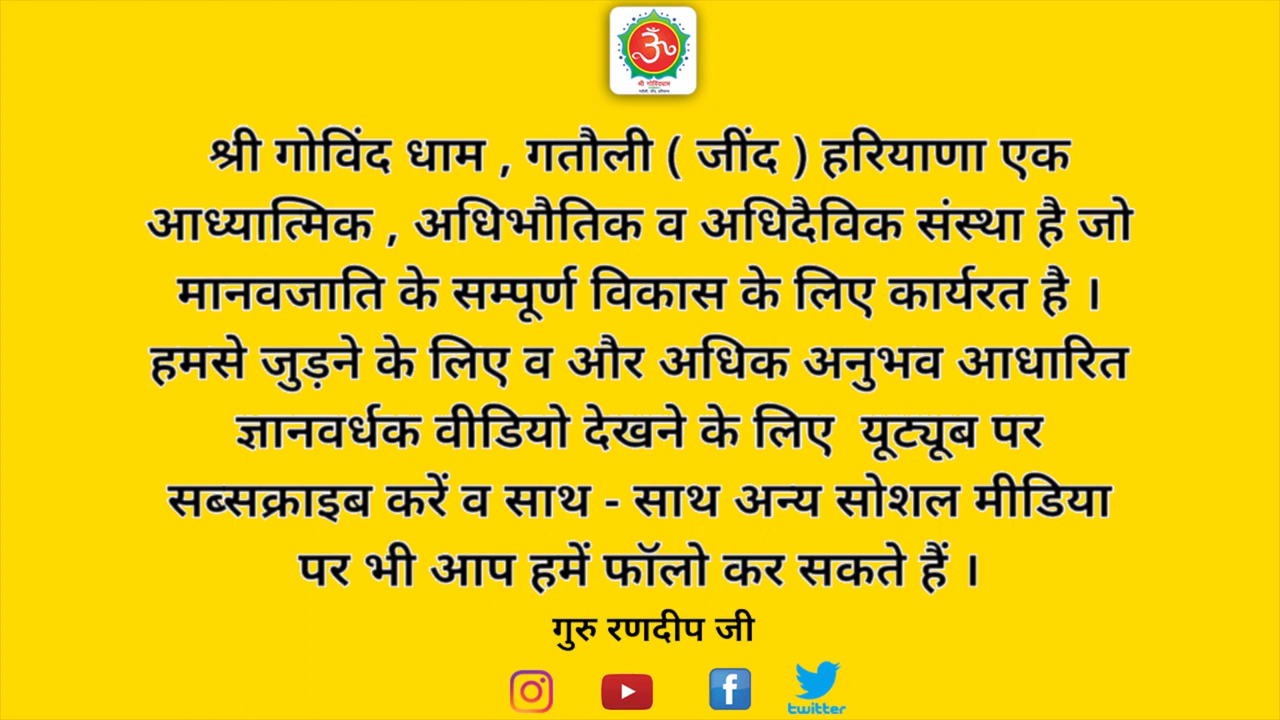 ॐ
श्री गोविंदधाम
श्री गोविंद धाम , गतौली ( जींद ) हरियाणा एक
आध्यात्मिक , अधिभौतिक व अधिदैविक संस्था है जो
मानवजाति के सम्पूर्ण विकास के लिए कार्यरत है ।
हमसे जुड़ने के लिए व और अधिक अनुभव आधारित
ज्ञानवर्धक वीडियो देखने के लिए यूट्यूब पर
सब्सक्राइब करें व साथ - साथ अन्य सोशल मीडिया
पर भी आप हमें फॉलो कर सकते हैं ।
गुरु रणदीप जी
twitter